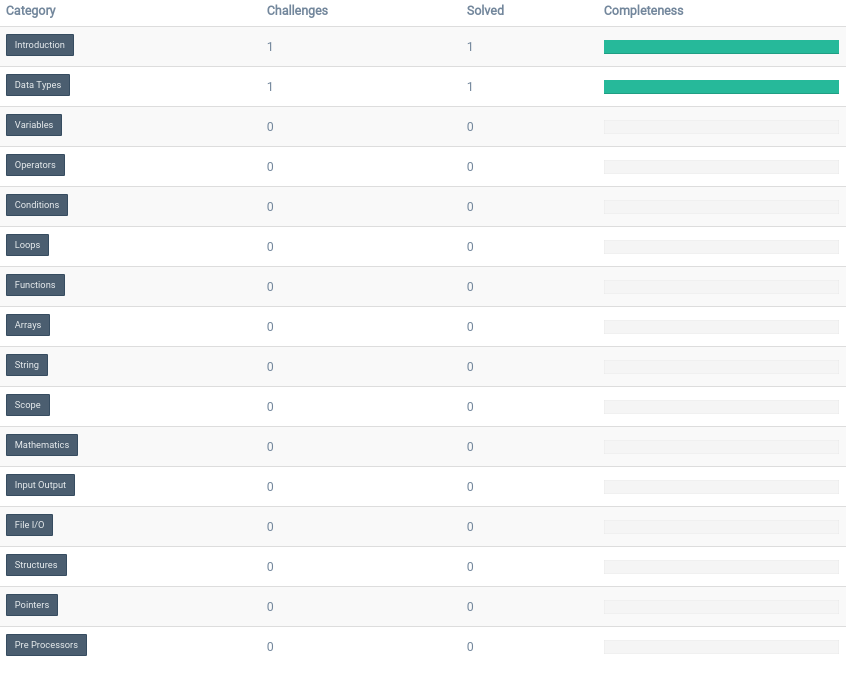 Category Challenges Solved Completeness
Introduction 1 1
Data Types 1 1
Variables 0 0
Operators 0 0
Conditions 0 0
Loops 0 0
Functions 0 0
Arrays 0 0
String 0 0
Scope 0 0
Mathematics 0 0
Input Output 0 0
File I/O 0 0
Structures 0 0
Pointers 0 0
Pre Processors 0 0